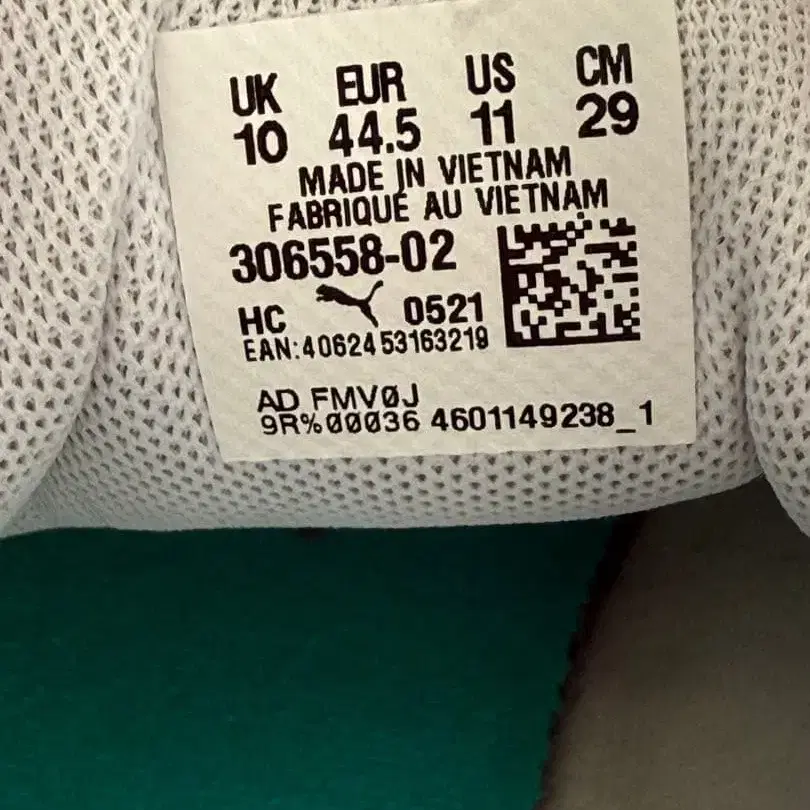 UK EUR US CM
10 44.5 11 29
MADE IN VIETNAM
FABRIQUÉ AU VIETNAM
306558-02
HC 0521
EAN:4062453163219
AD FMV0J
9R%00036 4601149238_1